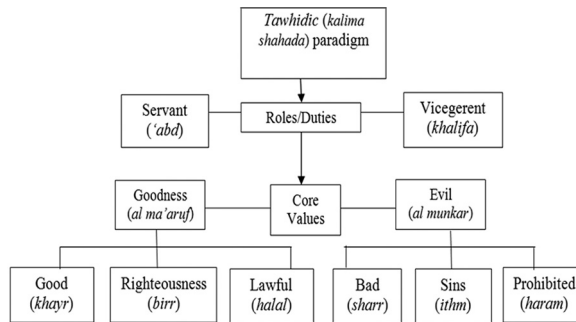 Tawhidic (kalima
shahada) paradigm
Servant
(‘abd)
Roles/Duties
Vicegerent
(khalifa)
Goodness
(al ma’aruf)
Core
Values
Evil
(al munkar)
Good
(khayr)
Righteousness
(birr)
Lawful
(halal)
Bad
(sharr)
Sins
(ithm)
Prohibited
(haram)